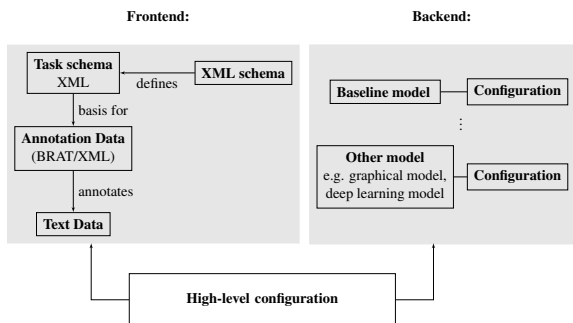 Frontend:
Backend:
Task schema
XML
defines
XML schema
basis for
Annotation Data
(BRAT/XML)
annotates
Text Data
Baseline model
Configuration
⋮
Other model
e.g. graphical model,
deep learning model
Configuration
High-level configuration